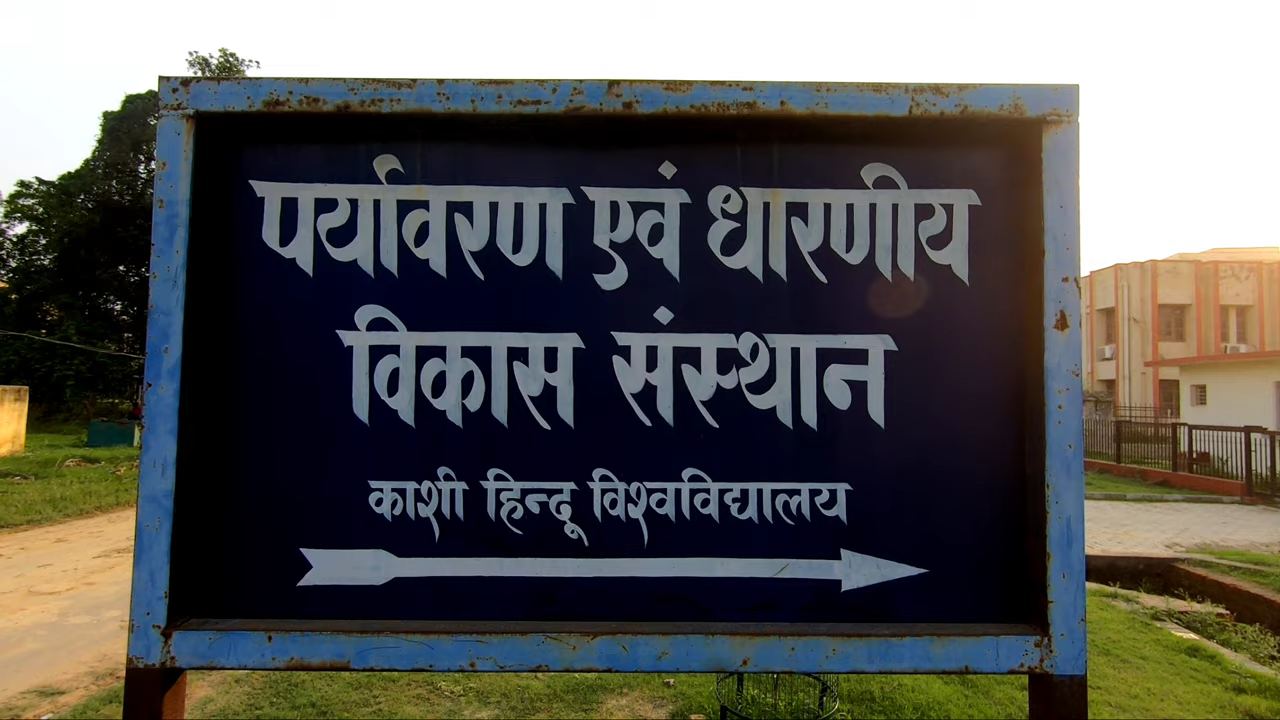 पर्यावरण एवं धारणीय
विकास संस्थान
काशी हिन्दू विश्वविद्यालय